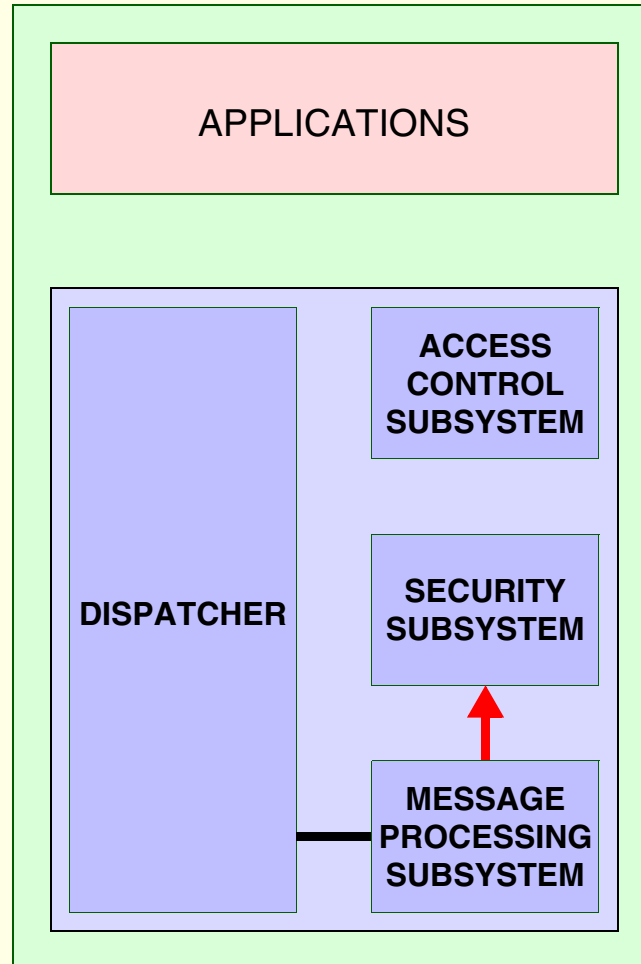 APPLICATIONS
ACCESS
CONTROL
SUBSYSTEM
DISPATCHER
SECURITY
SUBSYSTEM
MESSAGE
PROCESSING
SUBSYSTEM